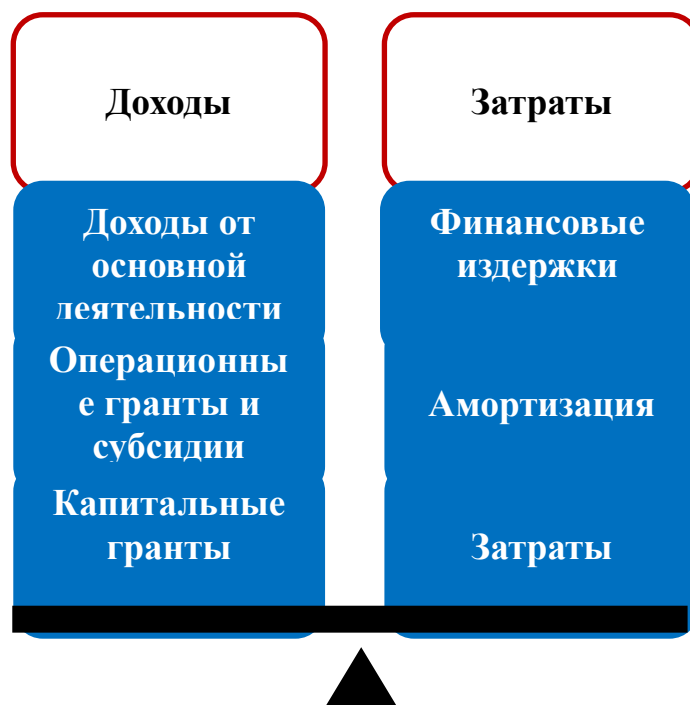 Доходы
Доходы от
основной
деятельности
Операционны
е гранты и
субсидии
Капитальные
гранты
Затраты
Финансовые
издержки
Амортизация
Затраты